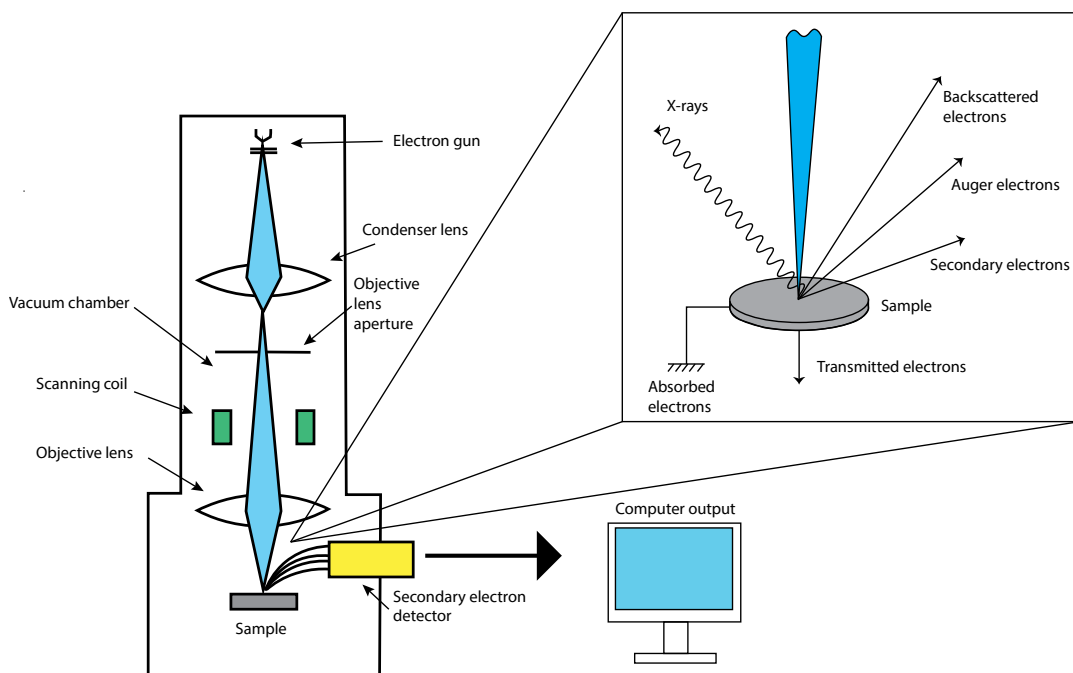 Electron gun
Condenser lens
Vacuum chamber
Objective
lens
aperture
Scanning coil
Objective lens
Secondary electron
detector
Sample
Computer output
X-rays
Backscattered
electrons
Auger electrons
Secondary electrons
Sample
Transmitted electrons
Absorbed
electrons